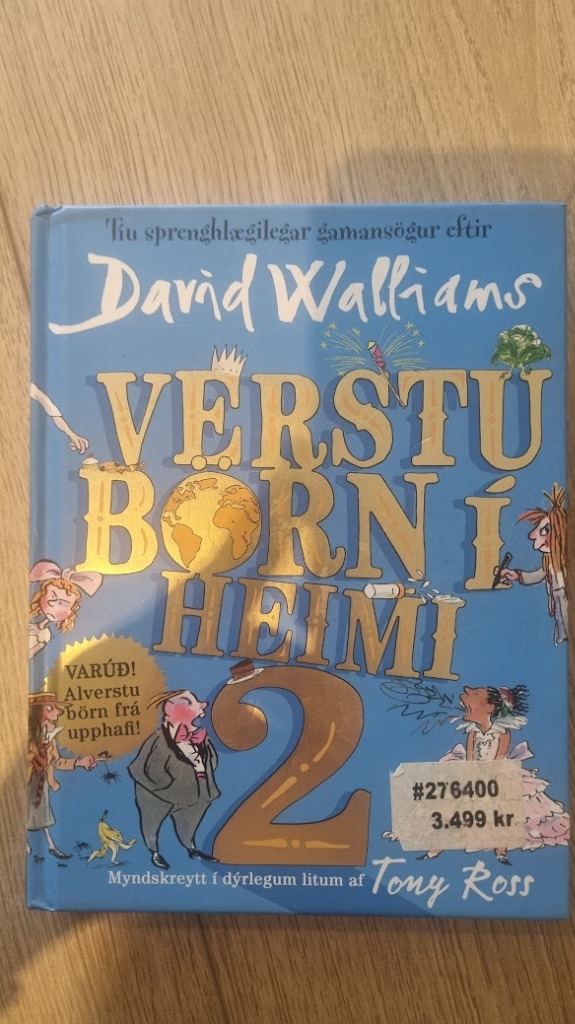 Tíu sprenghlægilegar gamansögur eftir
David Walliams
VERSTU
BÖRN Í
HEIMI
2
VARÚÐ!
Alverstu
börn frá
upphafi!
#276400
3.499 kr
Myndskreytt í dýrlegum litum af Tony Ross